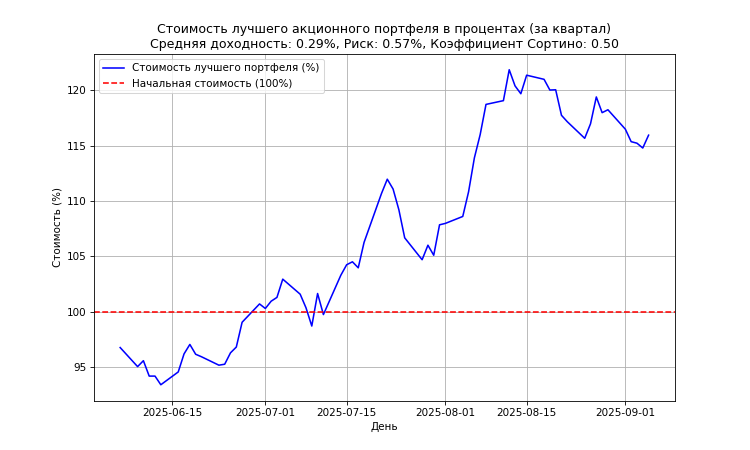 Стоимость лучшего акционного портфеля в процентах (за квартал)
Средняя доходность: 0.29%, Риск: 0.57%, Коэффициент Сортино: 0.50
Стоимость лучшего портфеля (%)
Начальная стоимость (100%)
Стоимость (%)
120
115
110
105
100
95
2025-06-15
2025-07-01
2025-07-15
2025-08-01
2025-08-15
2025-09-01
День